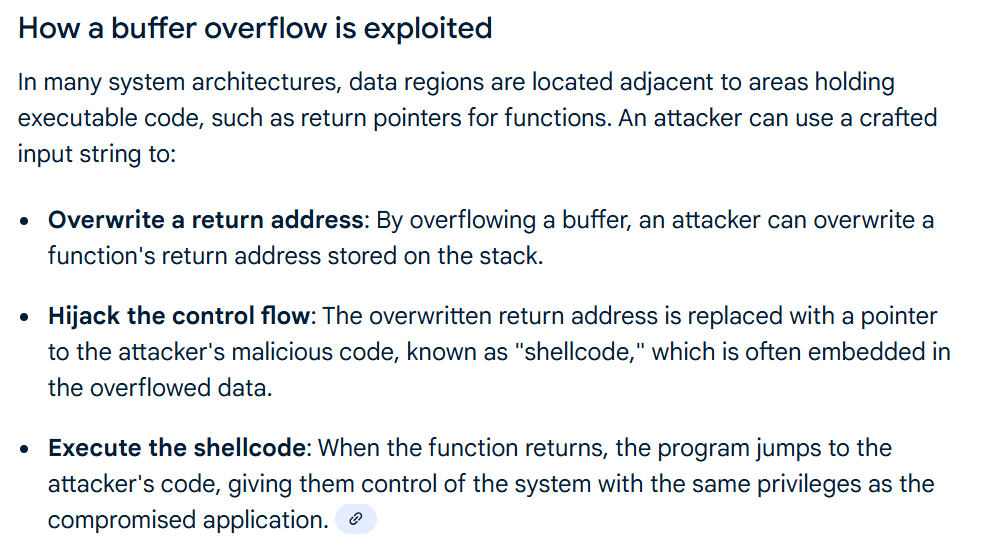 How a buffer overflow is exploited
In many system architectures, data regions are located adjacent to areas holding
executable code, such as return pointers for functions. An attacker can use a crafted
input string to:
• Overwrite a return address: By overflowing a buffer, an attacker can overwrite a
function's return address stored on the stack.
• Hijack the control flow: The overwritten return address is replaced with a pointer
to the attacker's malicious code, known as "shellcode," which is often embedded in
the overflowed data.
• Execute the shellcode: When the function returns, the program jumps to the
attacker's code, giving them control of the system with the same privileges as the
compromised application.